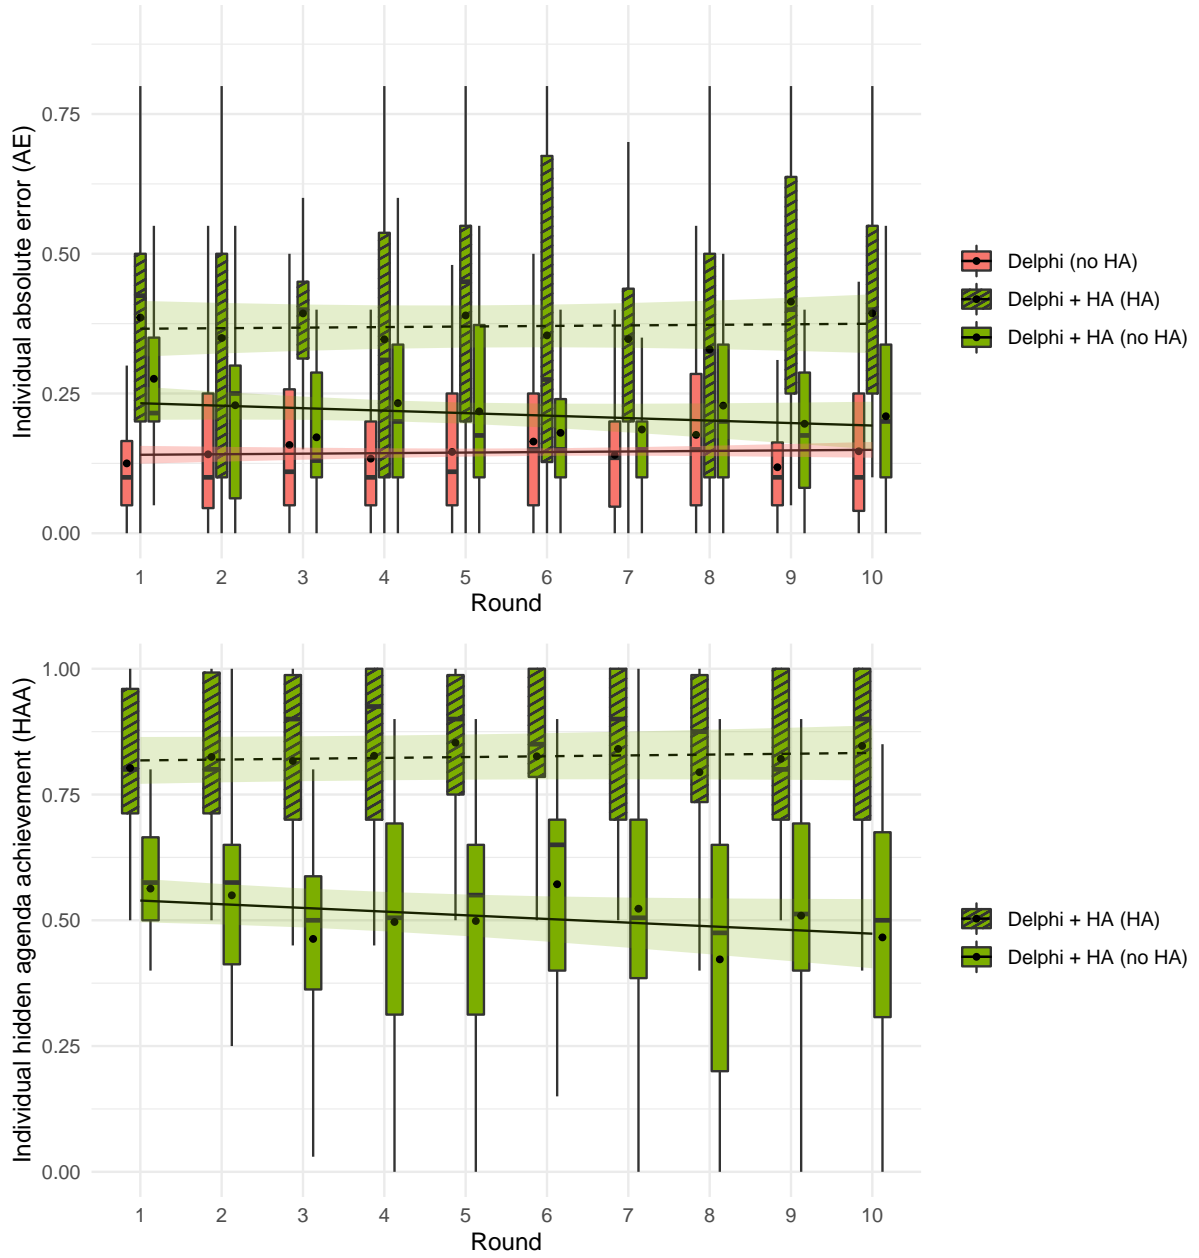 Individual absolute error (AE)
0.75
0.50
0.25
0.00
1 2 3 4 5 6 7 8 9 10
Round
Delphi (no HA)
Delphi + HA (HA)
Delphi + HA (no HA)
Individual hidden agenda achievement (HAA)
1.00
0.75
0.50
0.25
0.00
1 2 3 4 5 6 7 8 9 10
Round
Delphi + HA (HA)
Delphi + HA (no HA)